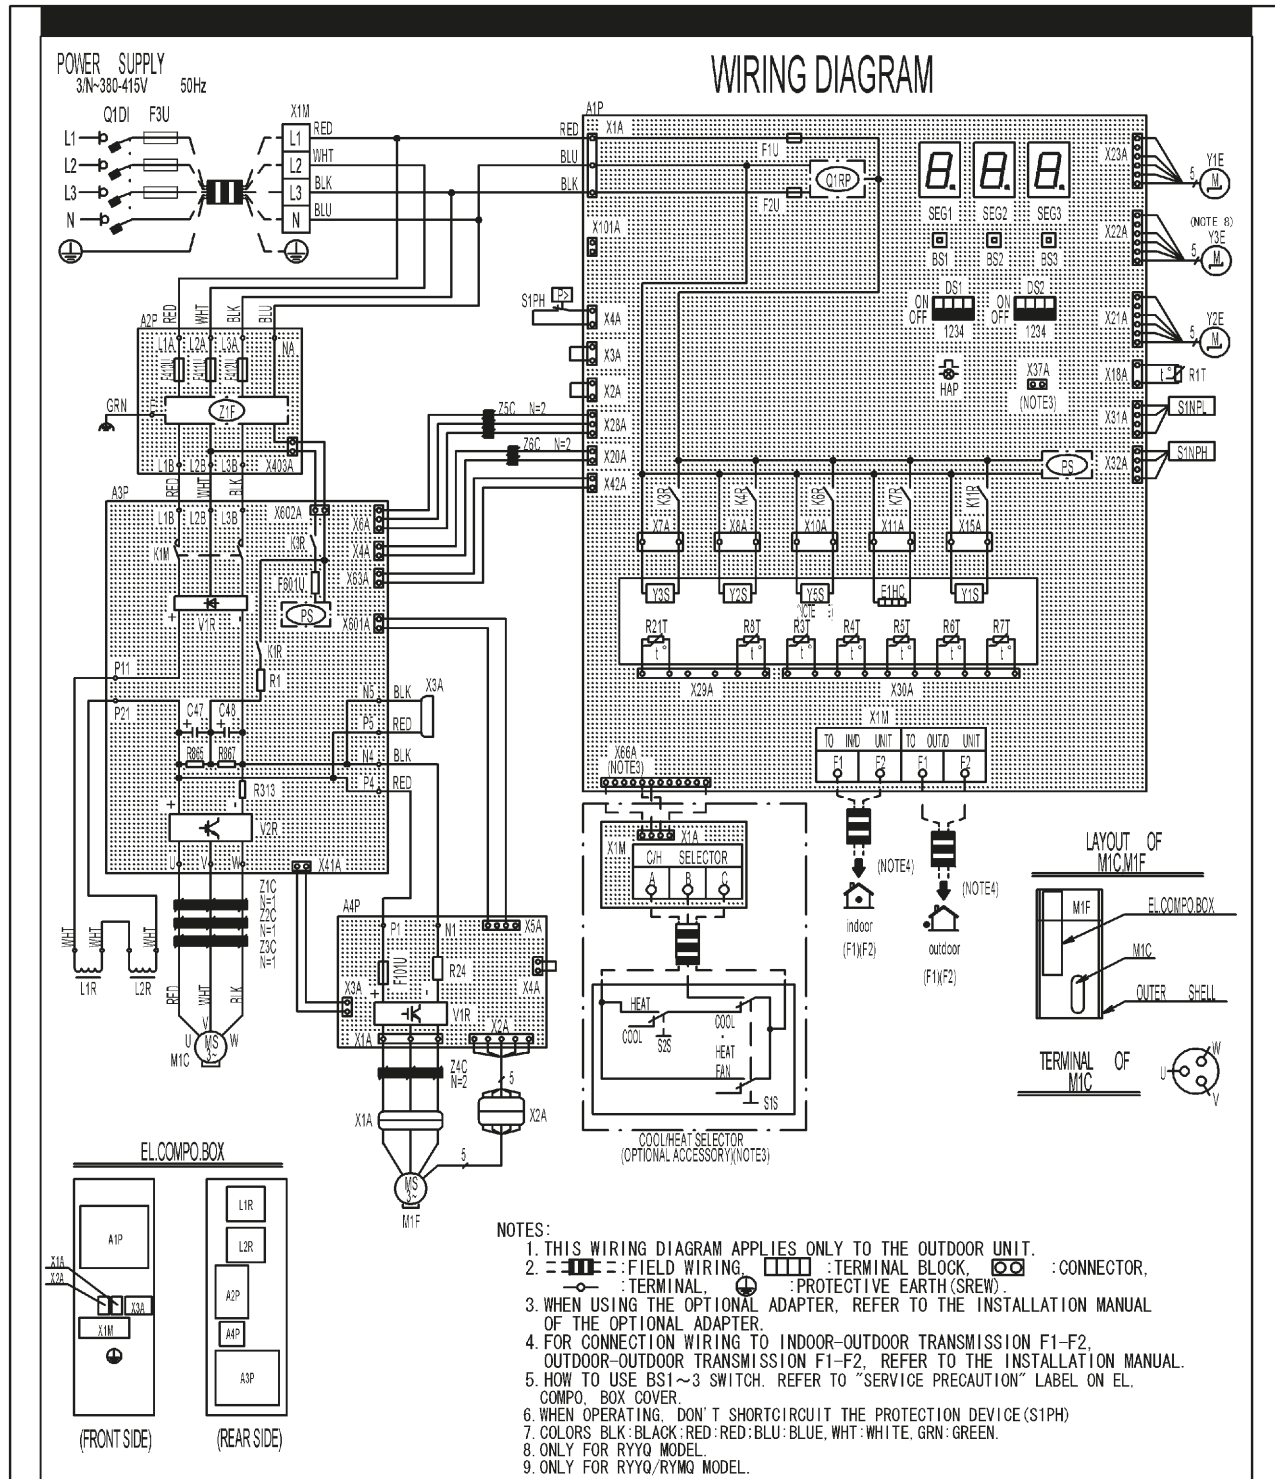 WIRING DIAGRAM
POWER SUPPLY
3/N~380-415V 50Hz
Q1DI F3U X1M
L1 L1 RED
L2 L2 WHT
L3 L3 BLK
N N BLU
A1P
RED X1A
BLU
BLK
F1U
F2U
Q1RP
X101A
SEG1 SEG2 SEG3
BS1 BS2 BS3
DS1 DS2
ON
OFF
ON
OFF
1234 1234
HAP
X37A
(NOTE3)
X23A 5 Y1E
M
(NOTE 8)
X22A 5 Y3E
M
X21A 5 Y2E
M
X18A t° R1T
X31A S1NPL
X32A S1NPH
PS
S1PH P>
X4A
X3A
X2A
X28A
X20A
X42A
Z5C N=2
Z6C N=2
RED WHT BLK BLU
A2P
L1A L2A L3A NA
F410U F411U F412U
GRN
Z1F
L1B L2B L3B X403A
RED WHT BLK
A3P
L1B L2B L3B X602A
X6A
X4A
X63A
X601A
K1M
K3R
F601U
PS
V1R
K1R
R1
P11
P21
C47 C48
R865 R867
N5 BLK X3A
P5 RED
N4 BLK
P4 RED
R313
V2R
U V W X41A
Z1C
N=1
Z2C
N=1
Z3C
N=1
WHT WHT WHT
L1R L2R
RED WHT BLK
U V W
MS
3~
M1C
A4P
P1 N1 X5A
F101U R24
X3A
X4A
V1R
X1A X2A
Z4C
N=2
5
X1A X2A
5
MS
3~
M1F
K3R K4R K6R K7R K11R
X7A X8A X10A X11A X15A
Y3S Y2S Y5S E1HC Y1S
R21T R8T R3T R4T R5T R6T R7T
t° t° t° t° t° t° t°
X29A X30A
X1M
TO IN/D UNIT TO OUT/D UNIT
F1 F2 F1 F2
(NOTE4)
(NOTE4)
indoor
(F1)(F2)
outdoor
(F1)(F2)
X66A
(NOTE3)
X1M X1A
C/H SELECTOR
A B C
HEAT
COOL
S2S
COOL
HEAT
FAN
S1S
COOL/HEAT SELECTOR
(OPTIONAL ACCESSORY)(NOTE3)
LAYOUT OF
M1C,M1F
M1F
EL.COMPO.BOX
M1C
OUTER SHELL
TERMINAL OF
M1C
U W V
EL.COMPO.BOX
A1P
X1A
X2A
X3A
X1M
L1R
L2R
A2P
A4P
A3P
(FRONT SIDE) (REAR SIDE)
NOTES:
1. THIS WIRING DIAGRAM APPLIES ONLY TO THE OUTDOOR UNIT.
2. :FIELD WIRING, :TERMINAL BLOCK, :CONNECTOR,
:TERMINAL, :PROTECTIVE EARTH(SREW).
3. WHEN USING THE OPTIONAL ADAPTER, REFER TO THE INSTALLATION MANUAL
OF THE OPTIONAL ADAPTER.
4. FOR CONNECTION WIRING TO INDOOR-OUTDOOR TRANSMISSION F1-F2,
OUTDOOR-OUTDOOR TRANSMISSION F1-F2, REFER TO THE INSTALLATION MANUAL.
5. HOW TO USE BS1~3 SWITCH. REFER TO "SERVICE PRECAUTION" LABEL ON EL.
COMPO, BOX COVER.
6. WHEN OPERATING, DON'T SHORTCIRCUIT THE PROTECTION DEVICE(S1PH)
7. COLORS BLK:BLACK;RED:RED;BLU:BLUE,WHT:WHITE,GRN:GREEN.
8. ONLY FOR RYYQ MODEL.
9. ONLY FOR RYYQ/RYMQ MODEL.